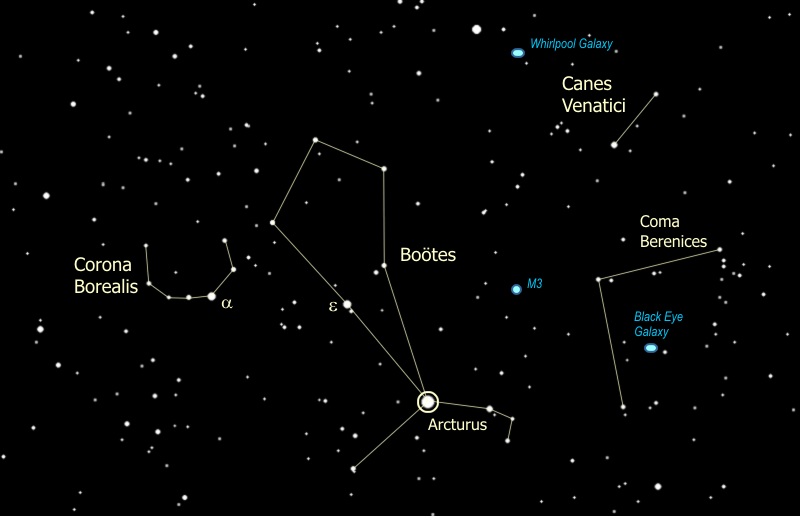 Whirlpool Galaxy
Canes
Venatici
Coma
Berenices
Boötes
Corona
Borealis
α
ε
M3
Black Eye
Galaxy
Arcturus